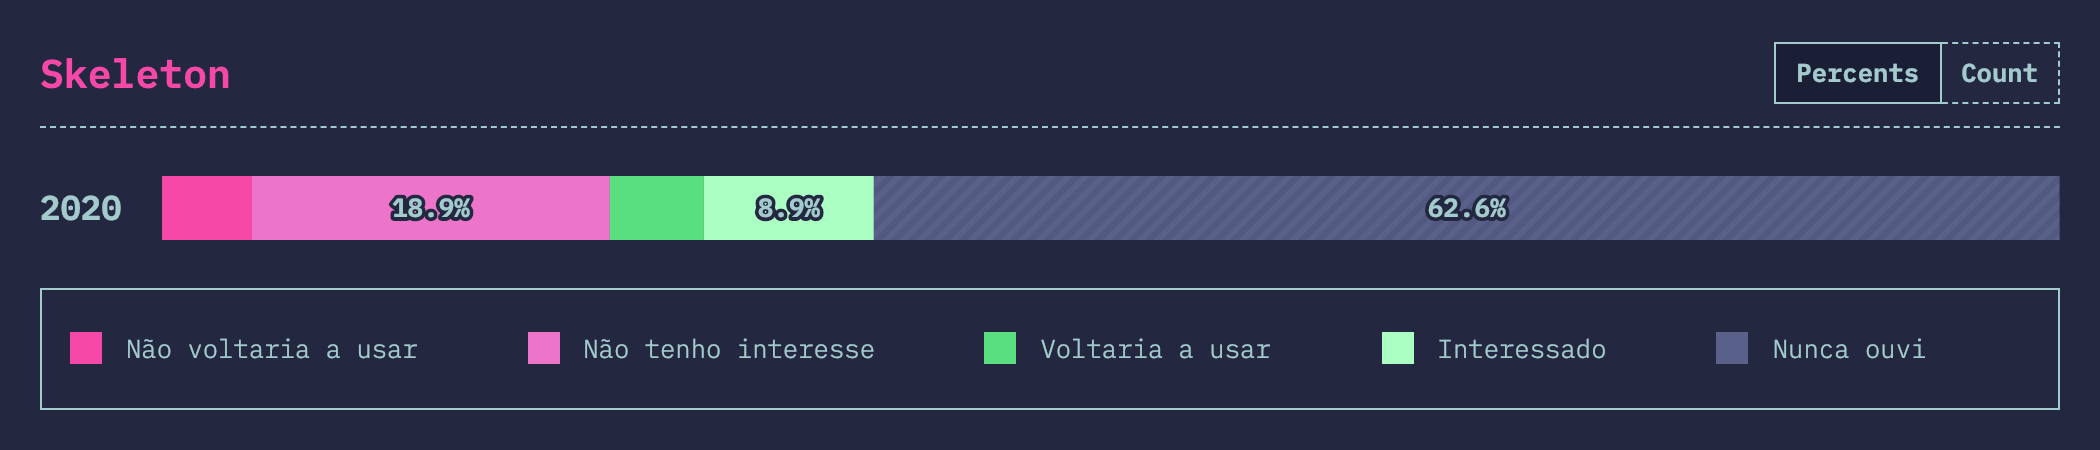 Skeleton
Percents Count
2020 18.9% 8.9% 62.6%
Não voltaria a usar Não tenho interesse Voltaria a usar Interessado Nunca ouvi